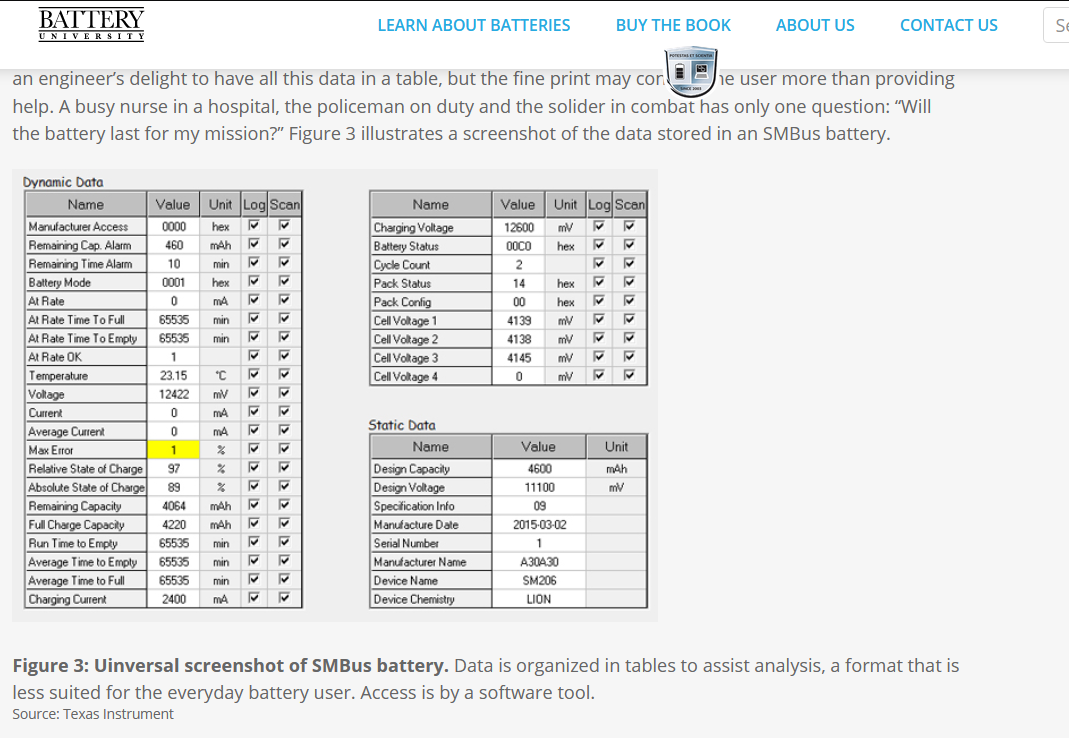 BATTERY
UNIVERSITY
LEARN ABOUT BATTERIES BUY THE BOOK ABOUT US CONTACT US Se
POTESTAS ET SCIENTIA
SINCE 2003
an engineer’s delight to have all this data in a table, but the fine print may con he user more than providing
help. A busy nurse in a hospital, the policeman on duty and the solider in combat has only one question: “Will
the battery last for my mission?” Figure 3 illustrates a screenshot of the data stored in an SMBus battery.
Dynamic Data
Name Value Unit Log Scan
Manufacturer Access 0000 hex
Remaining Cap. Alarm 460 mAh
Remaining Time Alarm 10 min
Battery Mode 0001 hex
At Rate 0 mA
At Rate Time To Full 65535 min
At Rate Time To Empty 65535 min
At Rate OK 1
Temperature 23.15 °C
Voltage 12422 mV
Current 0 mA
Average Current 0 mA
Max Error 1 %
Relative State of Charge 97 %
Absolute State of Charge 89 %
Remaining Capacity 4064 mAh
Full Charge Capacity 4220 mAh
Run Time to Empty 65535 min
Average Time to Empty 65535 min
Average Time to Full 65535 min
Charging Current 2400 mA
Name Value Unit Log Scan
Charging Voltage 12600 mV
Battery Status 00C0 hex
Cycle Count 2
Pack Status 14 hex
Pack Config 00 hex
Cell Voltage 1 4139 mV
Cell Voltage 2 4138 mV
Cell Voltage 3 4145 mV
Cell Voltage 4 0 mV
Static Data
Name Value Unit
Design Capacity 4600 mAh
Design Voltage 11100 mV
Specification Info 09
Manufacture Date 2015-03-02
Serial Number 1
Manufacturer Name A30A30
Device Name SM206
Device Chemistry LION
Figure 3: Uinversal screenshot of SMBus battery. Data is organized in tables to assist analysis, a format that is
less suited for the everyday battery user. Access is by a software tool.
Source: Texas Instrument